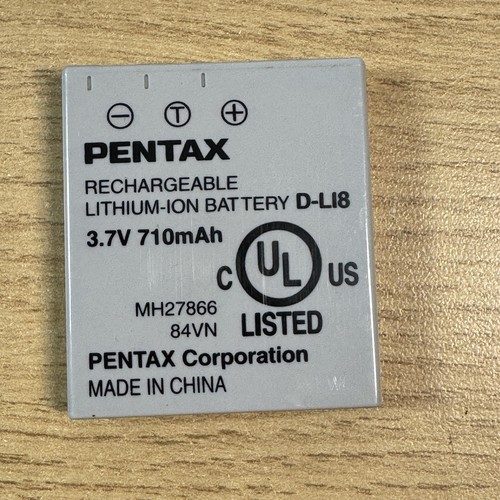 − T +
PENTAX
RECHARGEABLE
LITHIUM-ION BATTERY D-LI8
3.7V 710mAh
C UL US
LISTED
MH27866
84VN
PENTAX Corporation
MADE IN CHINA